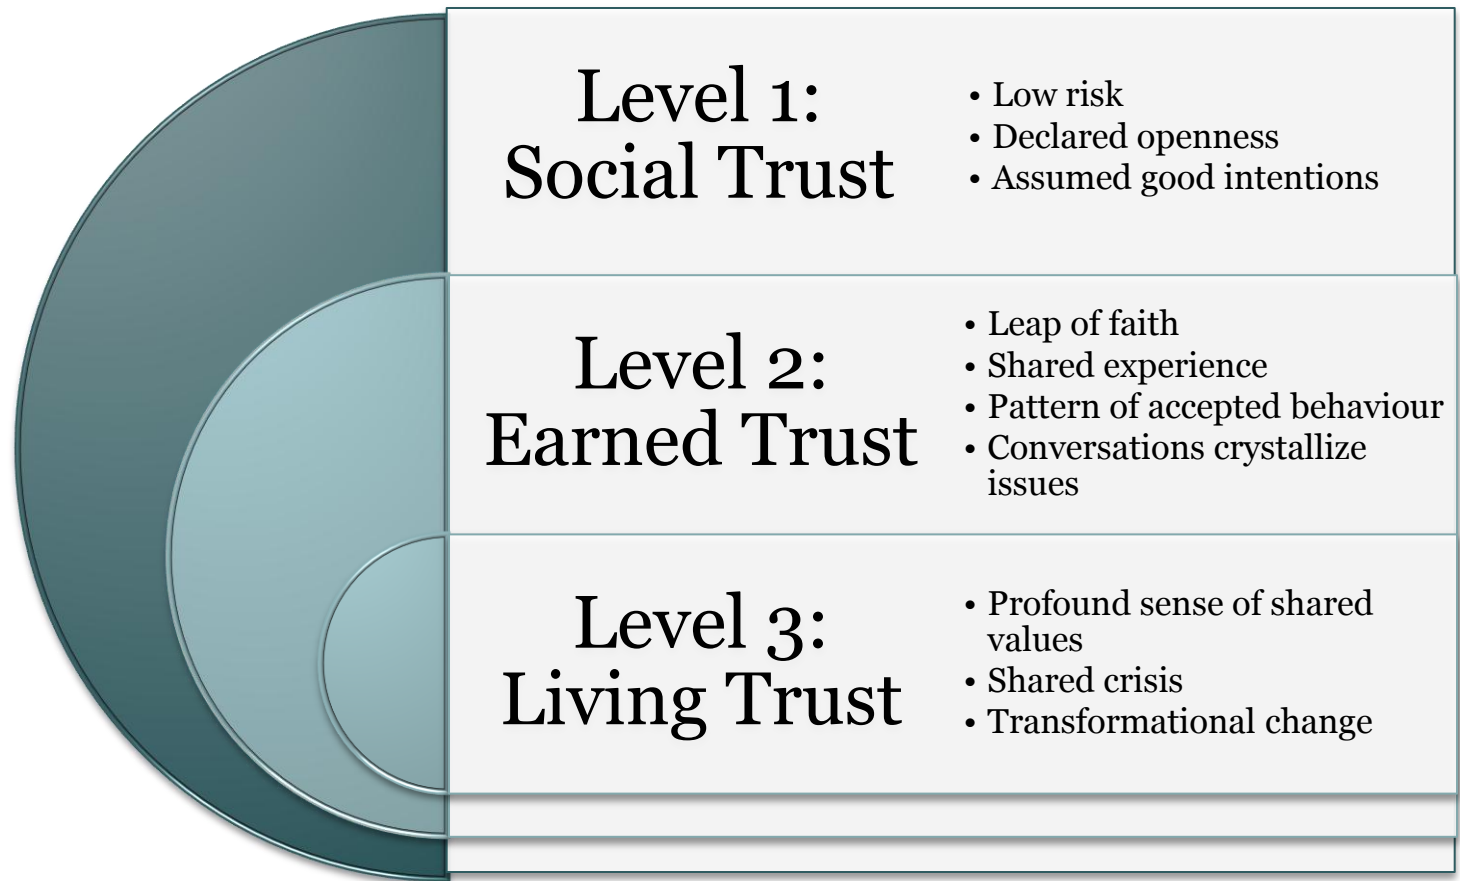 Level 1:
Social Trust
• Low risk
• Declared openness
• Assumed good intentions
Level 2:
Earned Trust
• Leap of faith
• Shared experience
• Pattern of accepted behaviour
• Conversations crystallize
issues
Level 3:
Living Trust
• Profound sense of shared
values
• Shared crisis
• Transformational change